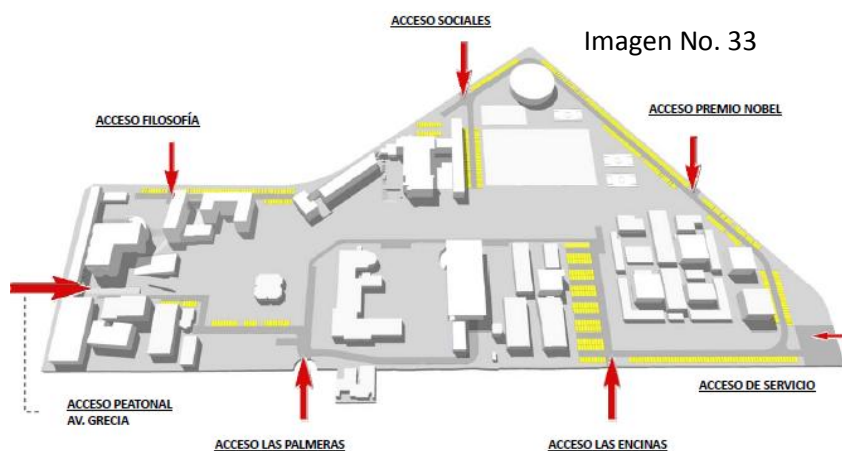 ACCESO SOCIALES
Imagen No. 33
ACCESO PREMIO NOBEL
ACCESO FILOSOFÍA
ACCESO DE SERVICIO
ACCESO PEATONAL
AV. GRECIA
ACCESO LAS PALMERAS
ACCESO LAS ENCINAS